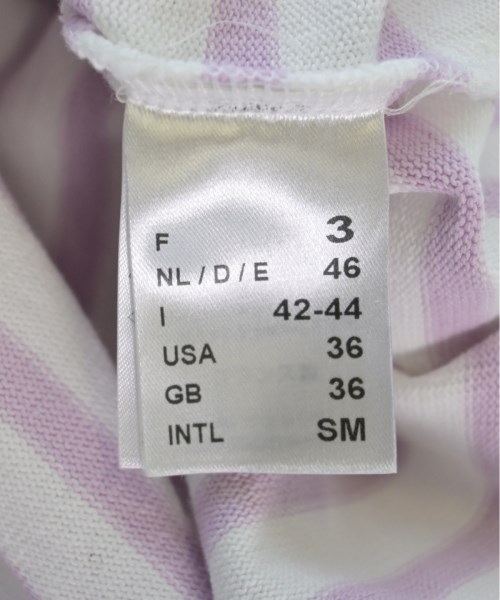 F 3
NL / D / E 46
I 42-44
USA 36
GB 36
INTL SM